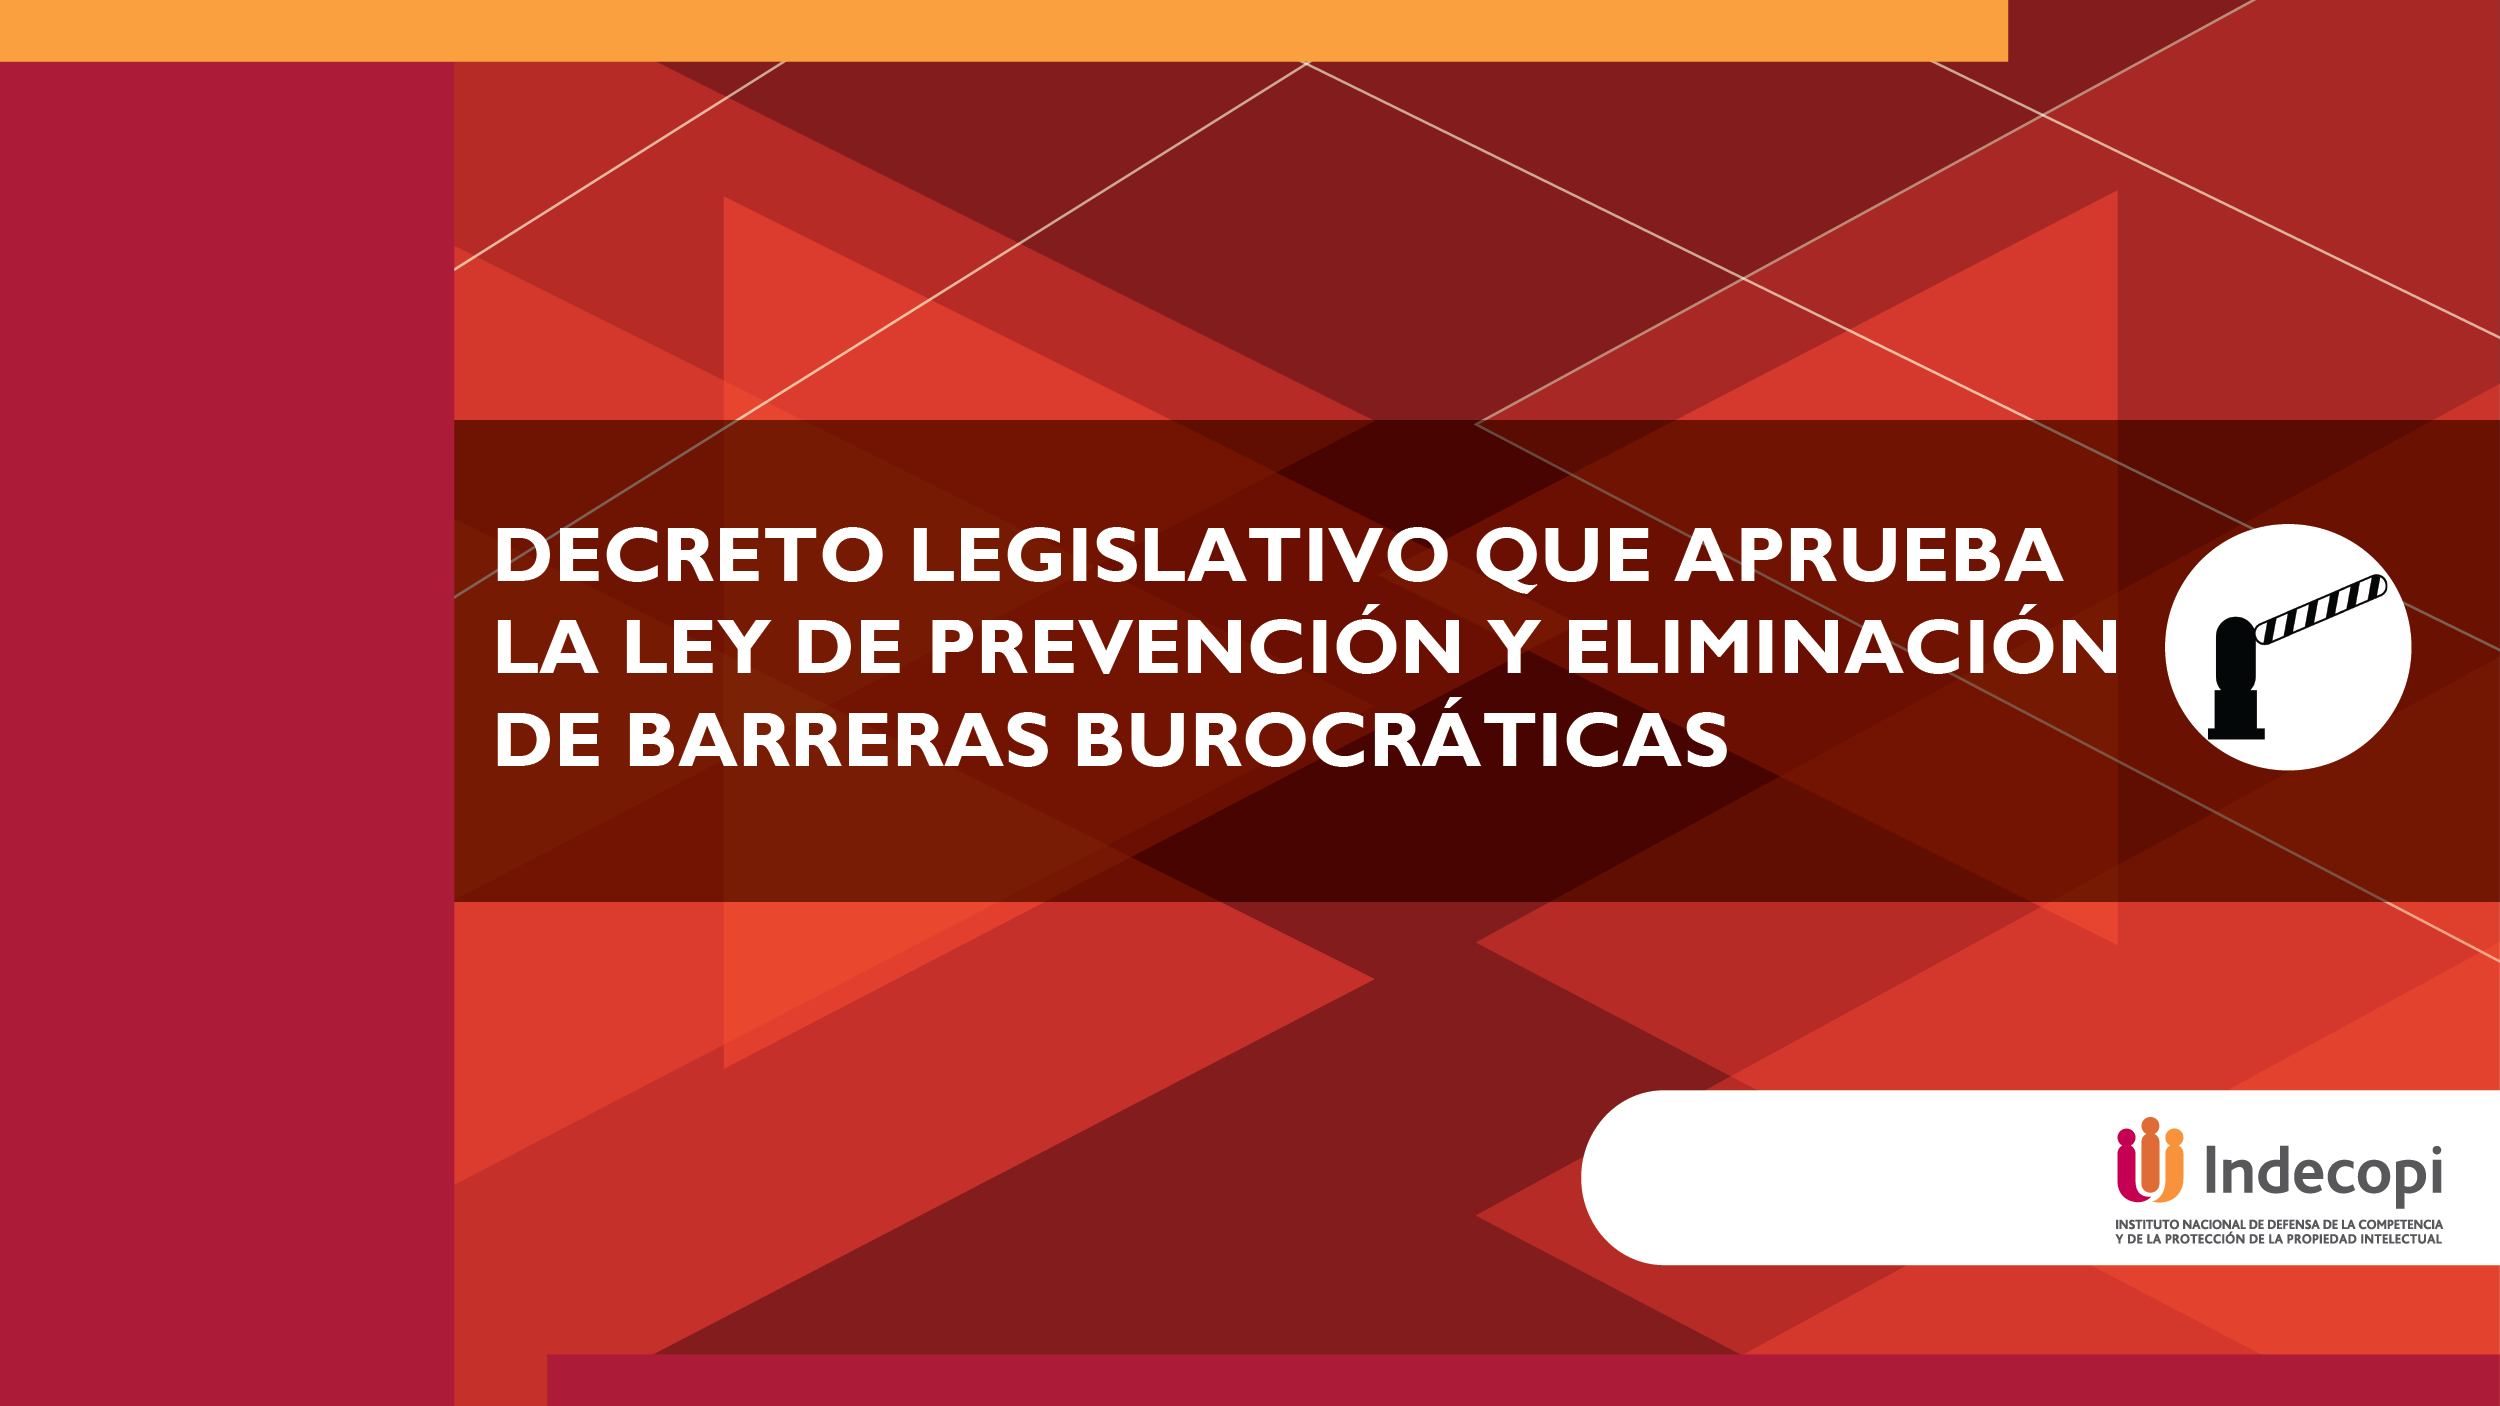 DECRETO LEGISLATIVO QUE APRUEBA
LA LEY DE PREVENCIÓN Y ELIMINACIÓN
DE BARRERAS BUROCRÁTICAS
Indecopi
INSTITUTO NACIONAL DE DEFENSA DE LA COMPETENCIA
Y DE LA PROTECCIÓN DE LA PROPIEDAD INTELECTUAL